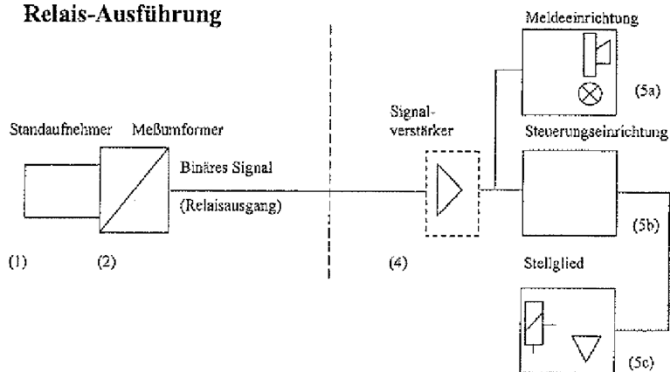 Relais-Ausführung
Meldeeinrichtung
(5a)
Standaufnehmer
Meßumformer
Signal-
verstärker
Steuerungseinrichtung
Binäres Signal
(Relaisausgang)
(1)
(2)
(4)
(5b)
Stellglied
(5c)